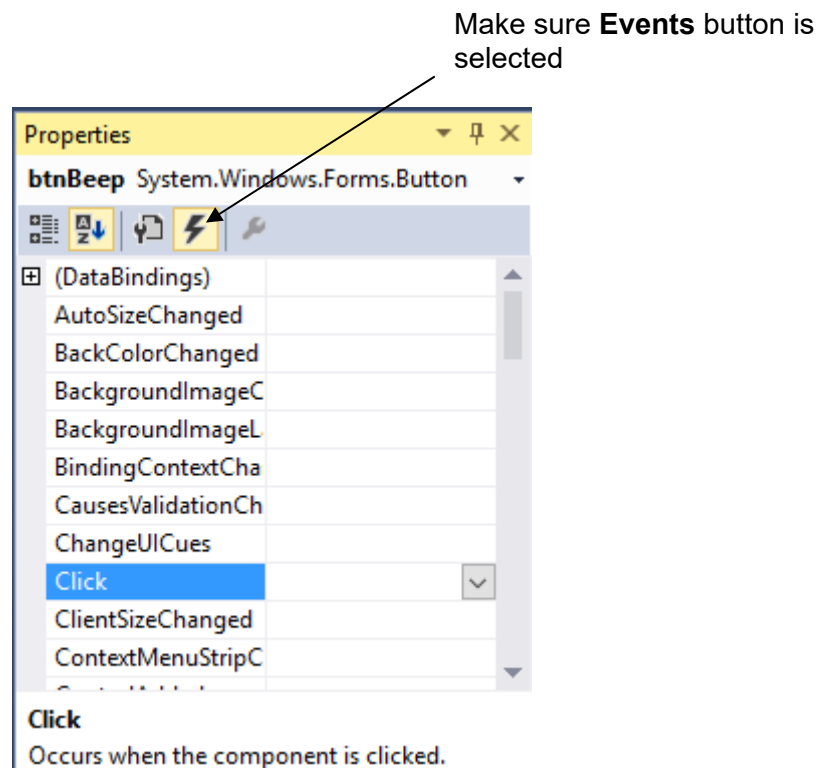 Make sure Events button is
selected
Properties
btnBeep System.Windows.Forms.Button
(DataBindings)
AutoSizeChanged
BackColorChanged
BackgroundImageC
BackgroundImageL
BindingContextCha
CausesValidationCh
ChangeUICues
Click
ClientSizeChanged
ContextMenuStripC
Click
Occurs when the component is clicked.